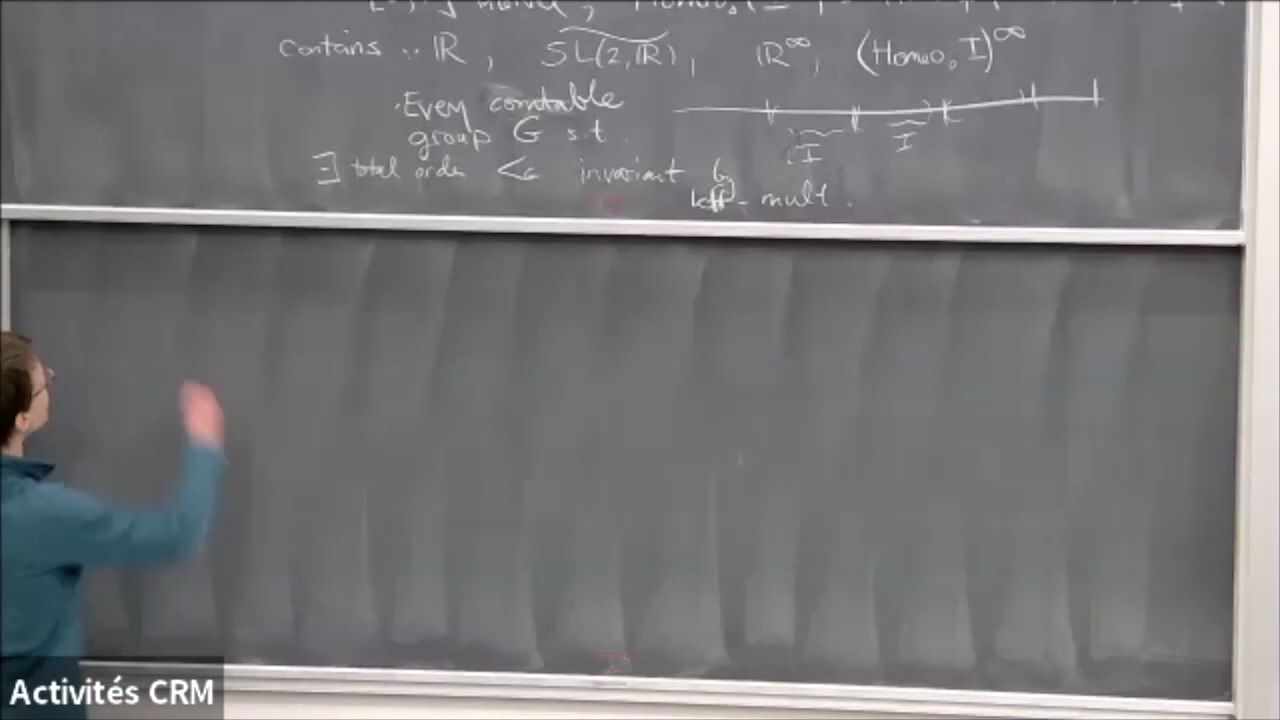 contains : ℝ , SL(2,ℝ) , ℝ^∞ , (Homeo₀ I)^∞
· Every countable
group G s.t.
I I
∃ total order <_G invariant by
left-mult.
Activités CRM